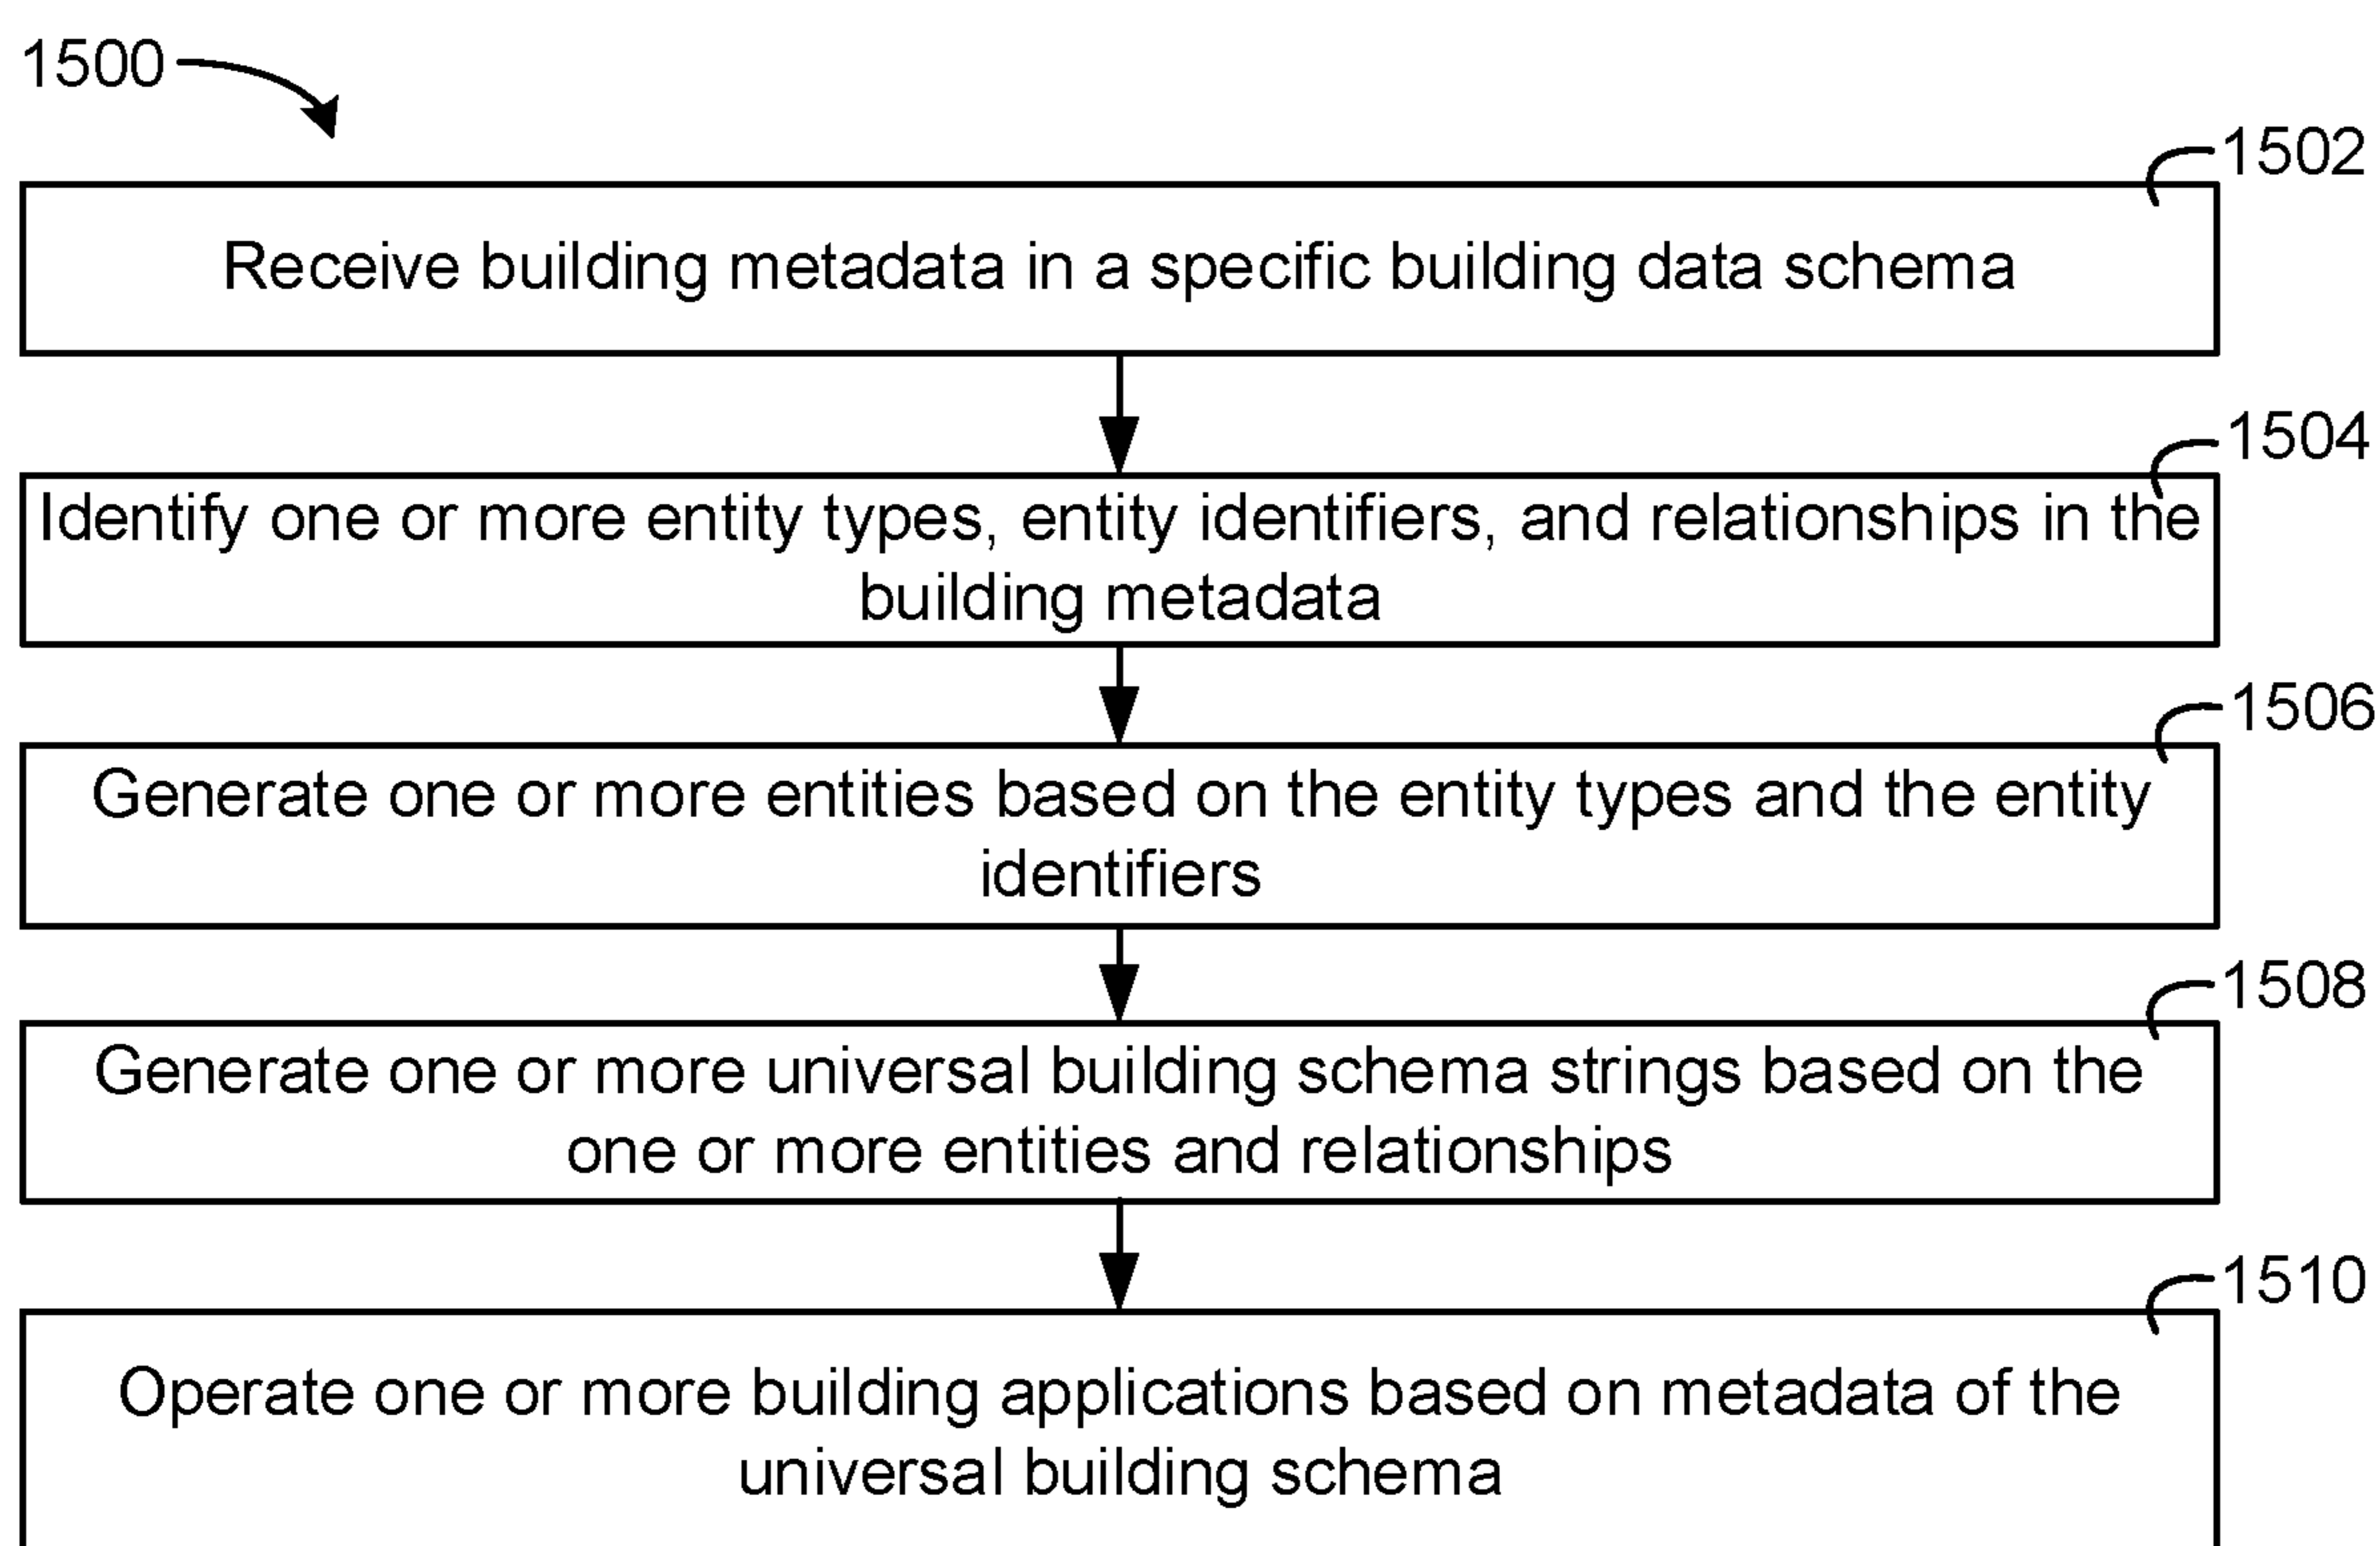 1500
1502
Receive building metadata in a specific building data schema
1504
Identify one or more entity types, entity identifiers, and relationships in the
building metadata
1506
Generate one or more entities based on the entity types and the entity
identifiers
1508
Generate one or more universal building schema strings based on the
one or more entities and relationships
1510
Operate one or more building applications based on metadata of the
universal building schema